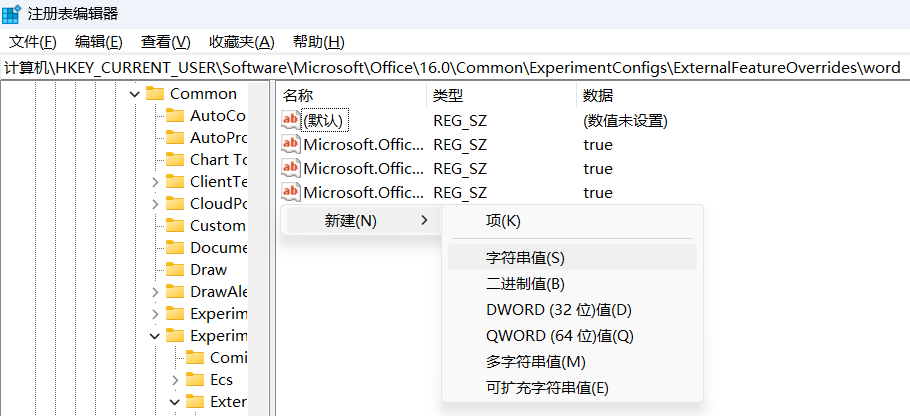 注册表编辑器
文件(F) 编辑(E) 查看(V) 收藏夹(A) 帮助(H)
计算机\HKEY_CURRENT_USER\Software\Microsoft\Office\16.0\Common\ExperimentConfigs\ExternalFeatureOverrides\word
Common
AutoCo
AutoPro
Chart To
ClientTe
CloudPo
Custom
Docume
Draw
DrawAle
Experim
Experim
Comi
Ecs
Exter
名称 类型 数据
(默认) REG_SZ (数值未设置)
Microsoft.Offic... REG_SZ true
Microsoft.Offic... REG_SZ true
Microsoft.Offic... REG_SZ true
新建(N)
项(K)
字符串值(S)
二进制值(B)
DWORD (32 位)值(D)
QWORD (64 位)值(Q)
多字符串值(M)
可扩充字符串值(E)